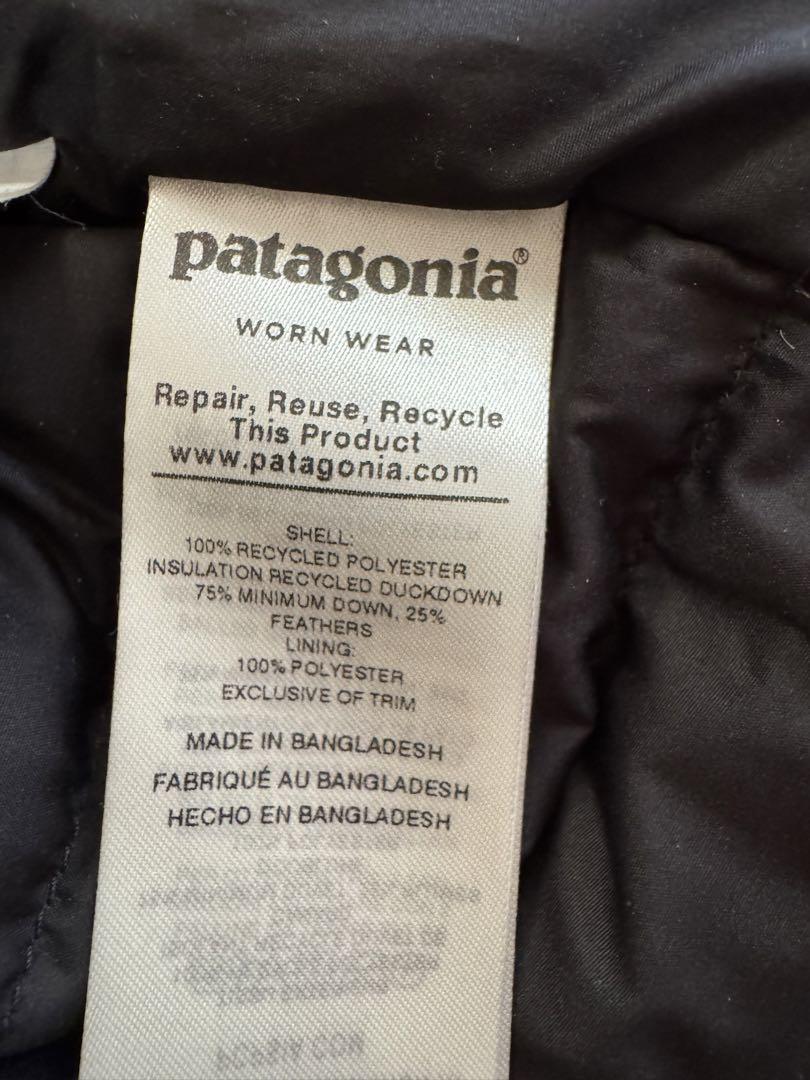 patagonia®
WORN WEAR
Repair, Reuse, Recycle
This Product
www.patagonia.com
SHELL:
100% RECYCLED POLYESTER
INSULATION RECYCLED DUCKDOWN
75% MINIMUM DOWN, 25%
FEATHERS
LINING:
100% POLYESTER
EXCLUSIVE OF TRIM
MADE IN BANGLADESH
FABRIQUÉ AU BANGLADESH
HECHO EN BANGLADESH